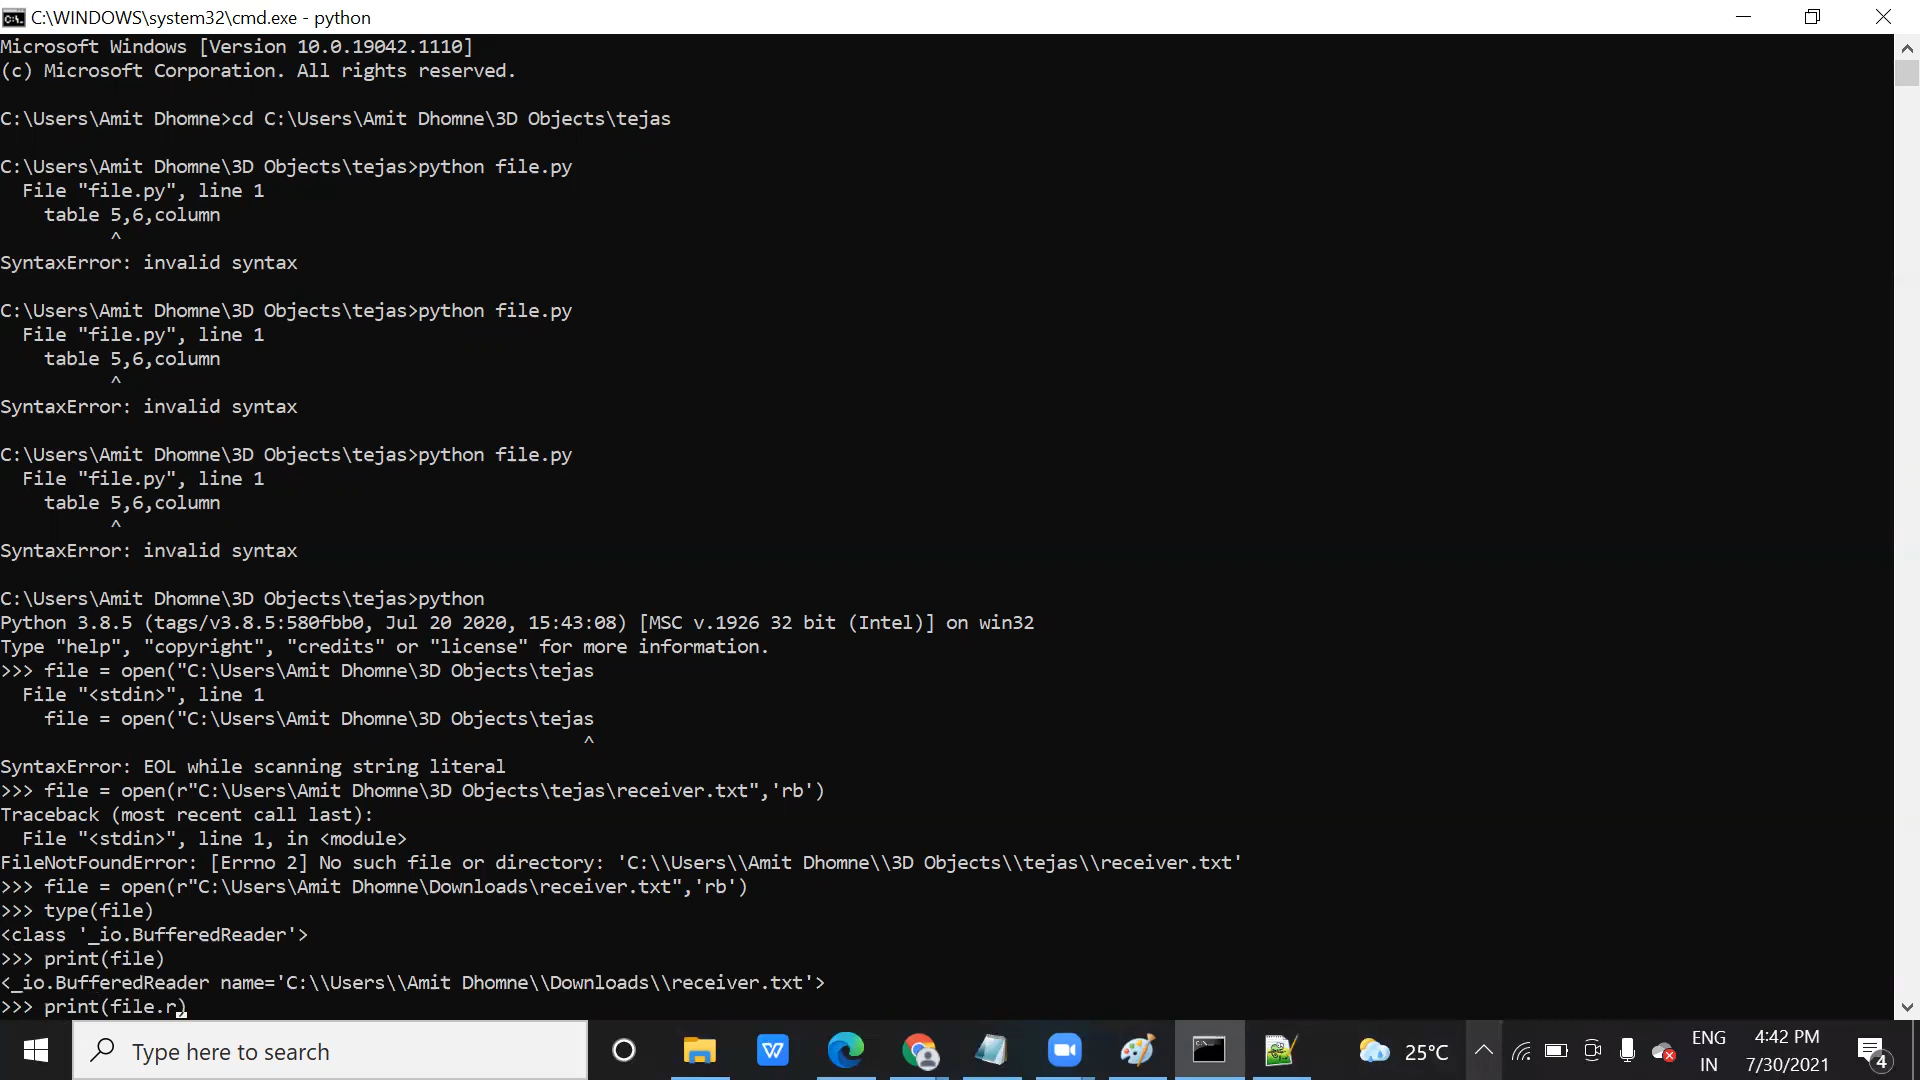 C:\WINDOWS\system32\cmd.exe - python
Microsoft Windows [Version 10.0.19042.1110]
(c) Microsoft Corporation. All rights reserved.
C:\Users\Amit Dhomne>cd C:\Users\Amit Dhomne\3D Objects\tejas
C:\Users\Amit Dhomne\3D Objects\tejas>python file.py
  File "file.py", line 1
    table 5,6,column
          ^
SyntaxError: invalid syntax
C:\Users\Amit Dhomne\3D Objects\tejas>python file.py
  File "file.py", line 1
    table 5,6,column
          ^
SyntaxError: invalid syntax
C:\Users\Amit Dhomne\3D Objects\tejas>python file.py
  File "file.py", line 1
    table 5,6,column
          ^
SyntaxError: invalid syntax
C:\Users\Amit Dhomne\3D Objects\tejas>python
Python 3.8.5 (tags/v3.8.5:580fbb0, Jul 20 2020, 15:43:08) [MSC v.1926 32 bit (Intel)] on win32
Type "help", "copyright", "credits" or "license" for more information.
>>> file = open("C:\Users\Amit Dhomne\3D Objects\tejas
  File "<stdin>", line 1
    file = open("C:\Users\Amit Dhomne\3D Objects\tejas
                                                     ^
SyntaxError: EOL while scanning string literal
>>> file = open(r"C:\Users\Amit Dhomne\3D Objects\tejas\receiver.txt",'rb')
Traceback (most recent call last):
  File "<stdin>", line 1, in <module>
FileNotFoundError: [Errno 2] No such file or directory: 'C:\\Users\\Amit Dhomne\\3D Objects\\tejas\\receiver.txt'
>>> file = open(r"C:\Users\Amit Dhomne\Downloads\receiver.txt",'rb')
>>> type(file)
<class '_io.BufferedReader'>
>>> print(file)
<_io.BufferedReader name='C:\\Users\\Amit Dhomne\\Downloads\\receiver.txt'>
>>> print(file.r)
Type here to search
25°C
ENG
IN
4:42 PM
7/30/2021
4